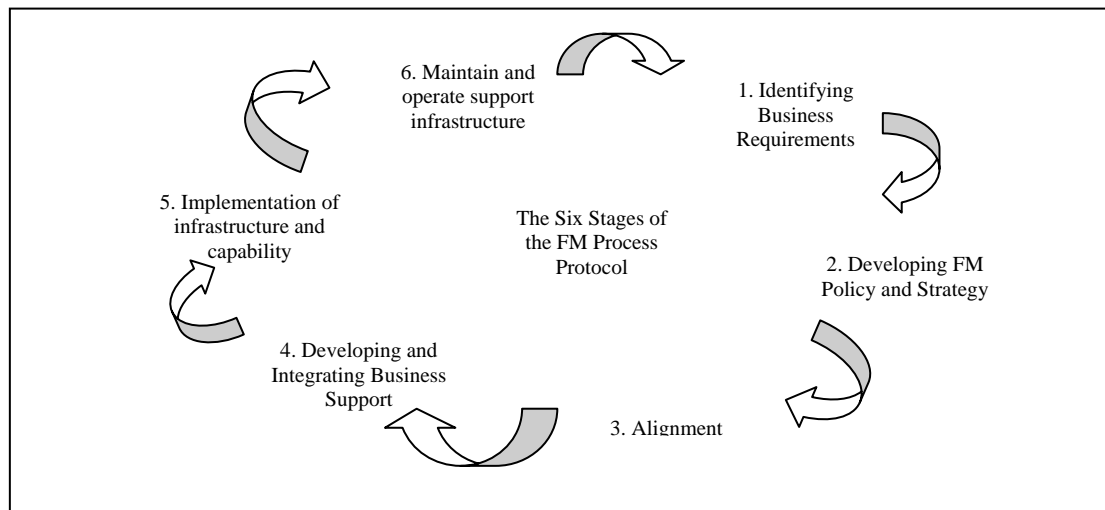 The Six Stages of
the FM Process
Protocol
1. Identifying
Business
Requirements
2. Developing FM
Policy and Strategy
3. Alignment
4. Developing and
Integrating Business
Support
5. Implementation of
infrastructure and
capability
6. Maintain and
operate support
infrastructure